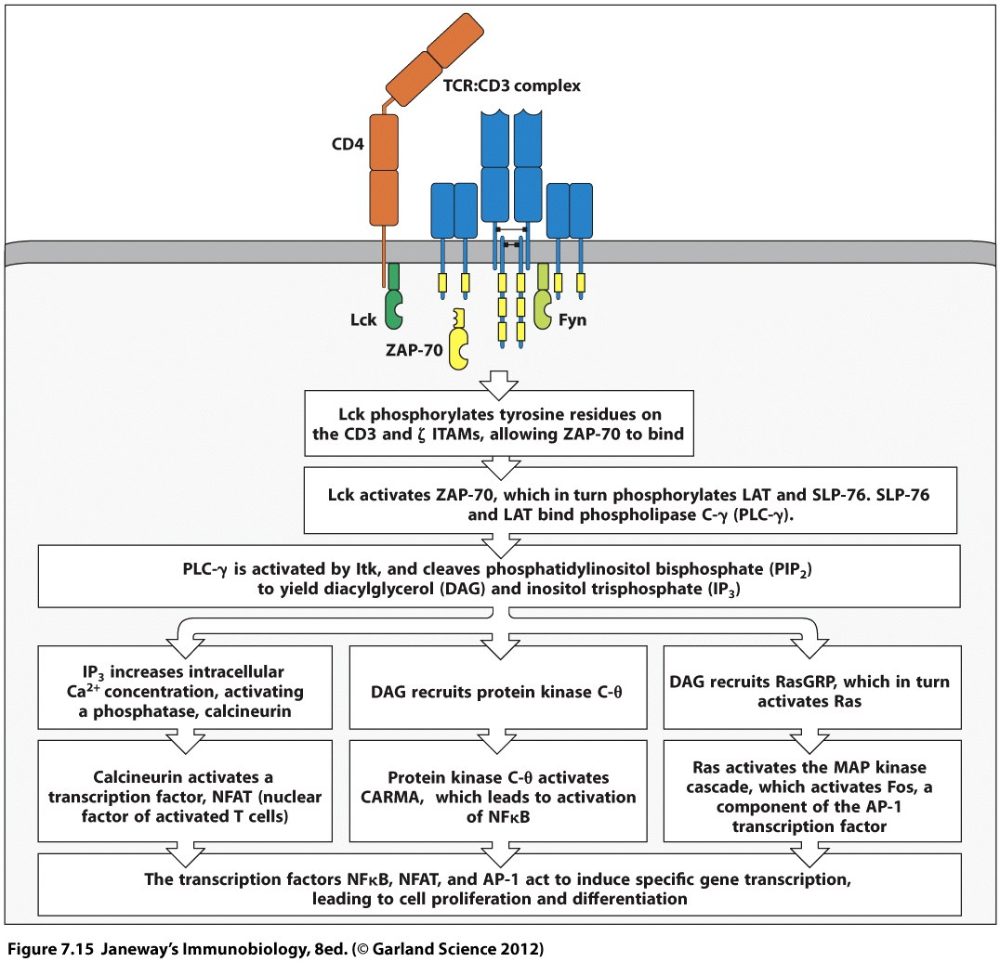 TCR:CD3 complex
CD4
Lck
Fyn
ZAP-70
Lck phosphorylates tyrosine residues on
the CD3 and ζ ITAMs, allowing ZAP-70 to bind
Lck activates ZAP-70, which in turn phosphorylates LAT and SLP-76. SLP-76
and LAT bind phospholipase C-γ (PLC-γ).
PLC-γ is activated by Itk, and cleaves phosphatidylinositol bisphosphate (PIP₂)
to yield diacylglycerol (DAG) and inositol trisphosphate (IP₃)
IP₃ increases intracellular
Ca²⁺ concentration, activating
a phosphatase, calcineurin
DAG recruits protein kinase C-θ
DAG recruits RasGRP, which in turn
activates Ras
Calcineurin activates a
transcription factor, NFAT (nuclear
factor of activated T cells)
Protein kinase C-θ activates
CARMA, which leads to activation
of NFκB
Ras activates the MAP kinase
cascade, which activates Fos, a
component of the AP-1
transcription factor
The transcription factors NFκB, NFAT, and AP-1 act to induce specific gene transcription,
leading to cell proliferation and differentiation
Figure 7.15 Janeway's Immunobiology, 8ed. (© Garland Science 2012)